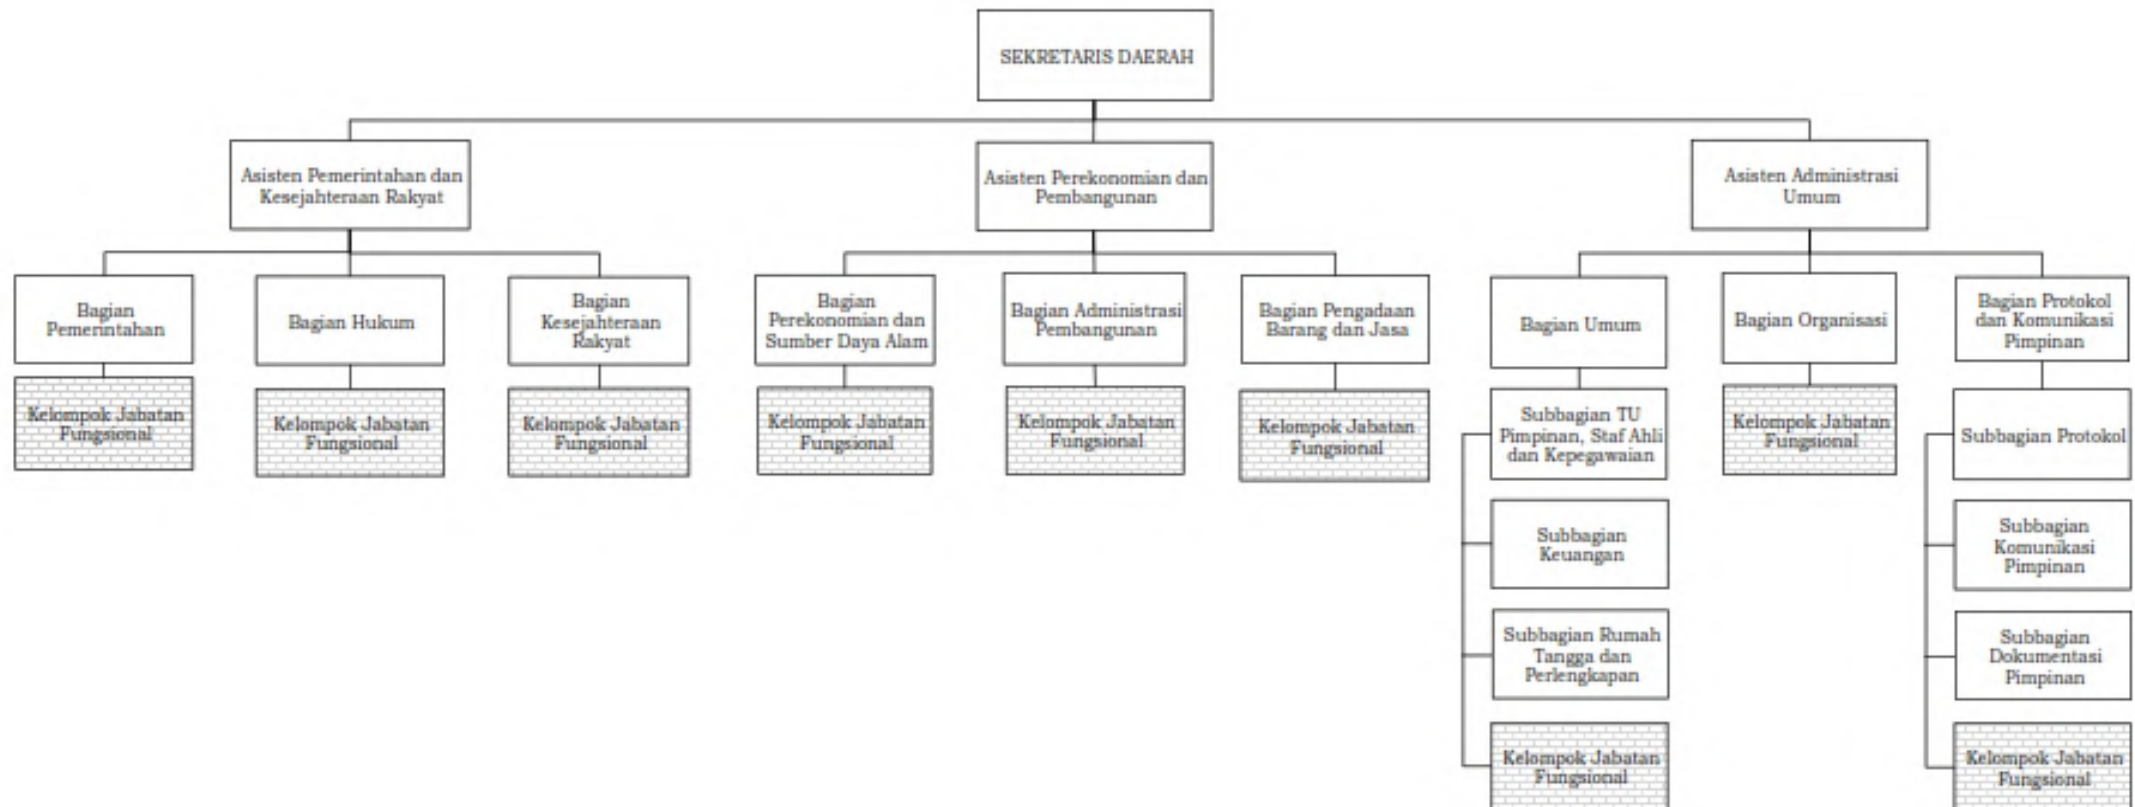 SEKRETARIS DAERAH
Asisten Pemerintahan dan
Kesejahteraan Rakyat
Asisten Perekonomian dan
Pembangunan
Asisten Administrasi
Umum
Bagian
Pemerintahan
Bagian Hukum
Bagian
Kesejahteraan
Rakyat
Bagian
Perekonomian dan
Sumber Daya Alam
Bagian Administrasi
Pembangunan
Bagian Pengadaan
Barang dan Jasa
Bagian Umum
Bagian Organisasi
Bagian Protokol
dan Komunikasi
Pimpinan
Kelompok Jabatan
Fungsional
Kelompok Jabatan
Fungsional
Kelompok Jabatan
Fungsional
Kelompok Jabatan
Fungsional
Kelompok Jabatan
Fungsional
Kelompok Jabatan
Fungsional
Subbagian TU
Pimpinan, Staf Ahli
dan Kepegawaian
Kelompok Jabatan
Fungsional
Subbagian Protokol
Subbagian
Keuangan
Subbagian
Komunikasi
Pimpinan
Subbagian Rumah
Tangga dan
Perlengkapan
Subbagian
Dokumentasi
Pimpinan
Kelompok Jabatan
Fungsional
Kelompok Jabatan
Fungsional